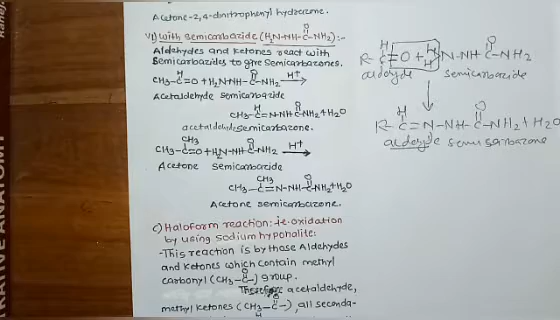 Acetone-2,4-dinitrophenyl hydrazone.
VI) With Semicarbazide (H2N-NH-C-NH2):-
O
Aldehydes and Ketones react with
Semicarbazides to give Semicarbazones.
H
O
CH3-C=O+H2N-NH-C-NH2 H+
Acetaldehyde Semicarbazide
H
O
CH3-C=N-NH-C-NH2+H2O
acetaldehyde semicarbazone.
CH3
O
CH3-C=O+H2N-NH-C-NH2 H+
Acetone Semicarbazide
CH3
O
CH3-C=N-NH-C-NH2+H2O
Acetone Semicarbazone.
C) Haloform reaction:-i.e. oxidation
by using sodium hypohalite:
-This reaction is by those Aldehydes
and Ketones which contain methyl
O
carbonyl (CH3-C-) group.
Therefore acetaldehyde,
O
methyl Ketones (CH3-C-), all seconda-
H
O
R-C=O + H N-NH-C-NH2
H
aldehyde Semicarbazide
H
O
R-C=N-NH-C-NH2+H2O
RATIVE ANATOMY